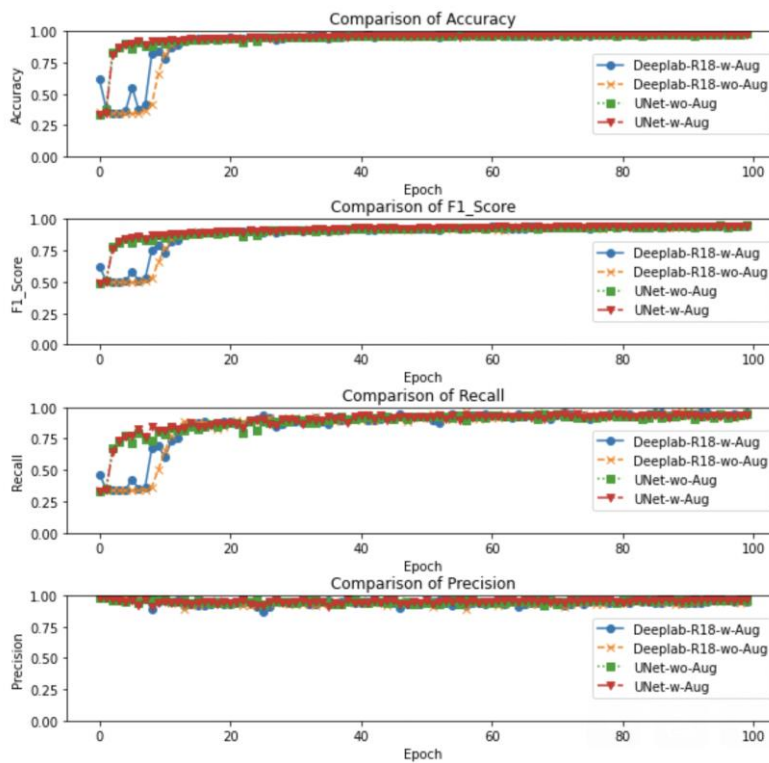 Comparison of Accuracy
1.00
0.75
0.50
0.25
0.00
Accuracy
Deeplab-R18-w-Aug
Deeplab-R18-wo-Aug
UNet-wo-Aug
UNet-w-Aug
0 20 40 60 80 100
Epoch
Comparison of F1_Score
1.00
0.75
0.50
0.25
0.00
F1_Score
Deeplab-R18-w-Aug
Deeplab-R18-wo-Aug
UNet-wo-Aug
UNet-w-Aug
0 20 40 60 80 100
Epoch
Comparison of Recall
1.00
0.75
0.50
0.25
0.00
Recall
Deeplab-R18-w-Aug
Deeplab-R18-wo-Aug
UNet-wo-Aug
UNet-w-Aug
0 20 40 60 80 100
Epoch
Comparison of Precision
1.00
0.75
0.50
0.25
0.00
Precision
Deeplab-R18-w-Aug
Deeplab-R18-wo-Aug
UNet-wo-Aug
UNet-w-Aug
0 20 40 60 80 100
Epoch